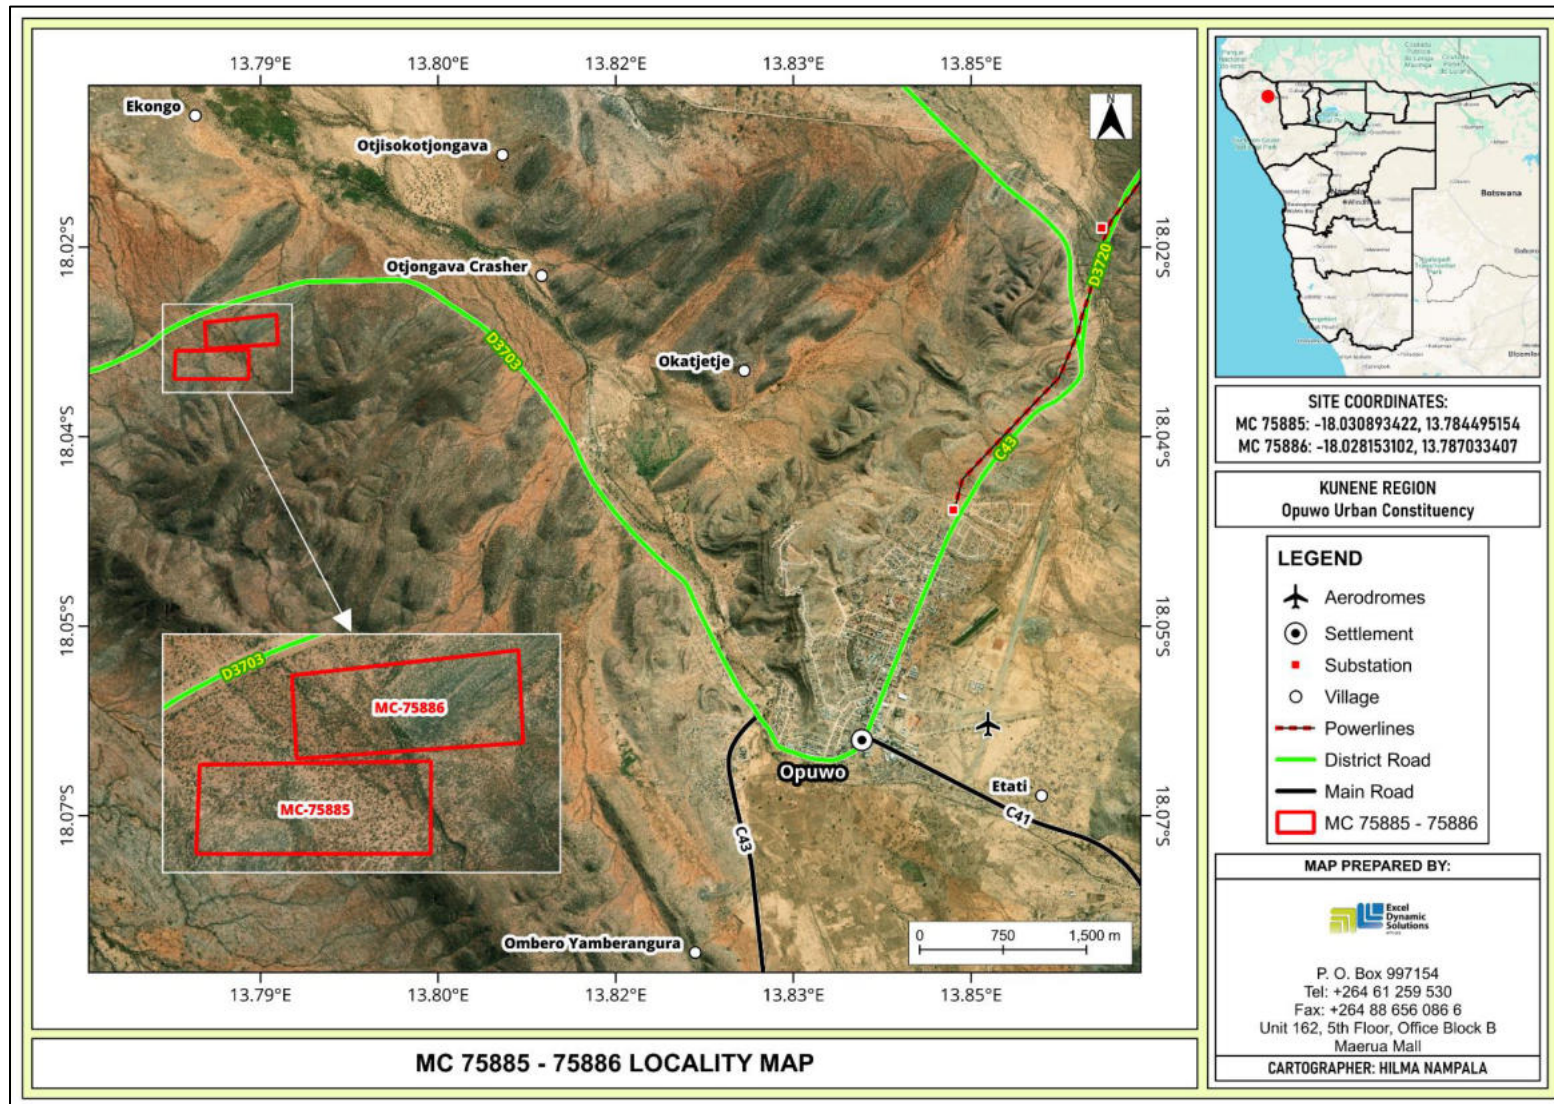 13.79°E
13.80°E
13.82°E
13.83°E
13.85°E
N
Ekongo
Otjisokotjongava
Otjongava Crasher
Okatjetje
D3703
D3720
C43
18.02°S
18.02°S
18.04°S
18.04°S
18.05°S
18.05°S
18.07°S
18.07°S
D3703
MC-75886
MC-75885
Opuwo
Etati
C41
C43
Ombero Yamberangura
0 750 1,500 m
13.79°E
13.80°E
13.82°E
13.83°E
13.85°E
MC 75885 - 75886 LOCALITY MAP
Botswana
SITE COORDINATES:
MC 75885: -18.030893422, 13.784495154
MC 75886: -18.028153102, 13.787033407
KUNENE REGION
Opuwo Urban Constituency
LEGEND
Aerodromes
Settlement
Substation
Village
Powerlines
District Road
Main Road
MC 75885 - 75886
MAP PREPARED BY:
Excel
Dynamic
Solutions
P. O. Box 997154
Tel: +264 61 259 530
Fax: +264 88 656 086 6
Unit 162, 5th Floor, Office Block B
Maerua Mall
CARTOGRAPHER: HILMA NAMPALA